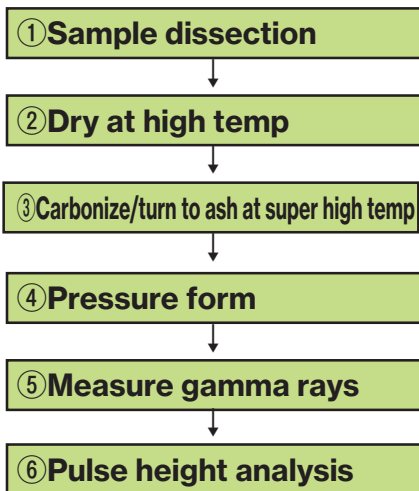 ①Sample dissection
②Dry at high temp
③Carbonize/turn to ash at super high temp
④Pressure form
⑤Measure gamma rays
⑥Pulse height analysis